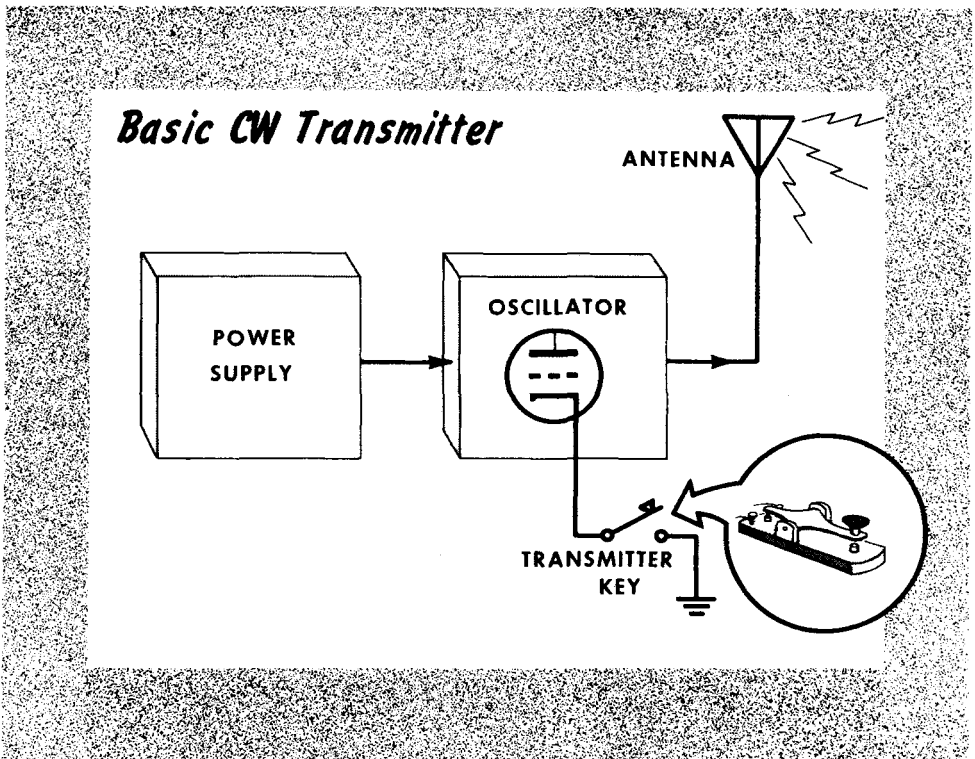 Basic CW Transmitter
ANTENNA
POWER
SUPPLY
OSCILLATOR
TRANSMITTER
KEY